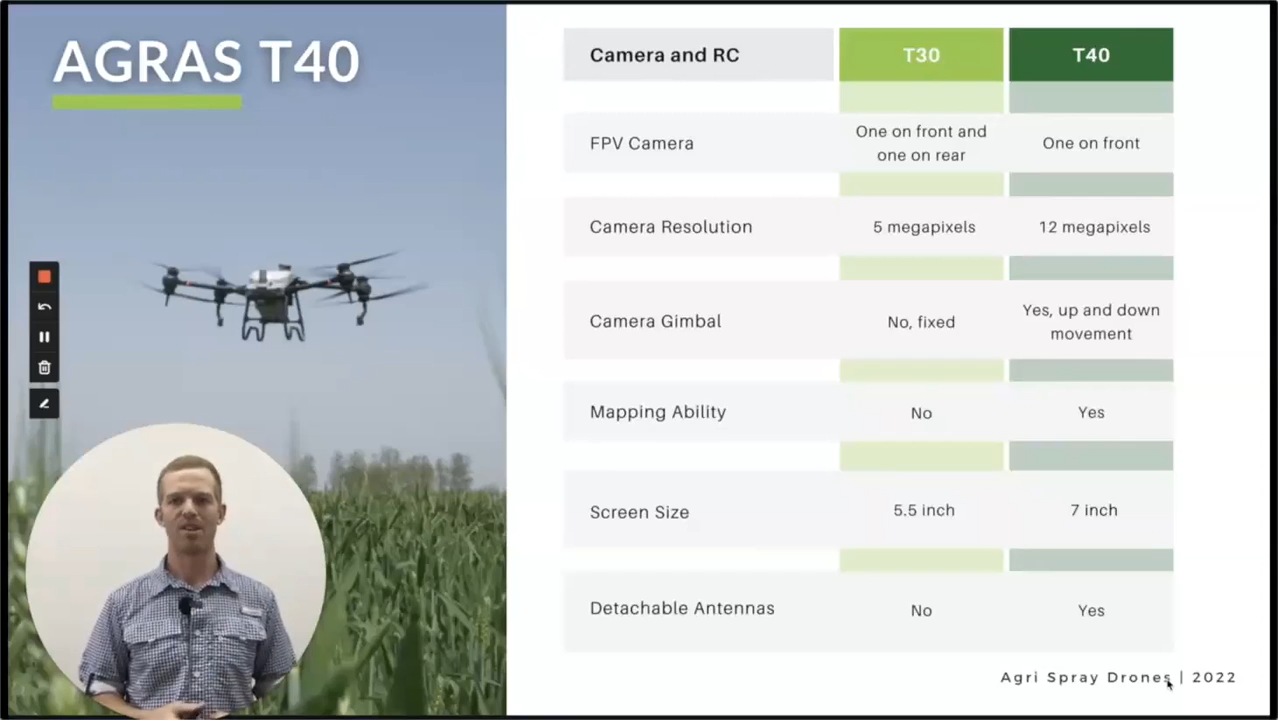 AGRAS T40
Camera and RC T30 T40
FPV Camera One on front and one on rear One on front
Camera Resolution 5 megapixels 12 megapixels
Camera Gimbal No, fixed Yes, up and down movement
Mapping Ability No Yes
Screen Size 5.5 inch 7 inch
Detachable Antennas No Yes
Agri Spray Drones | 2022